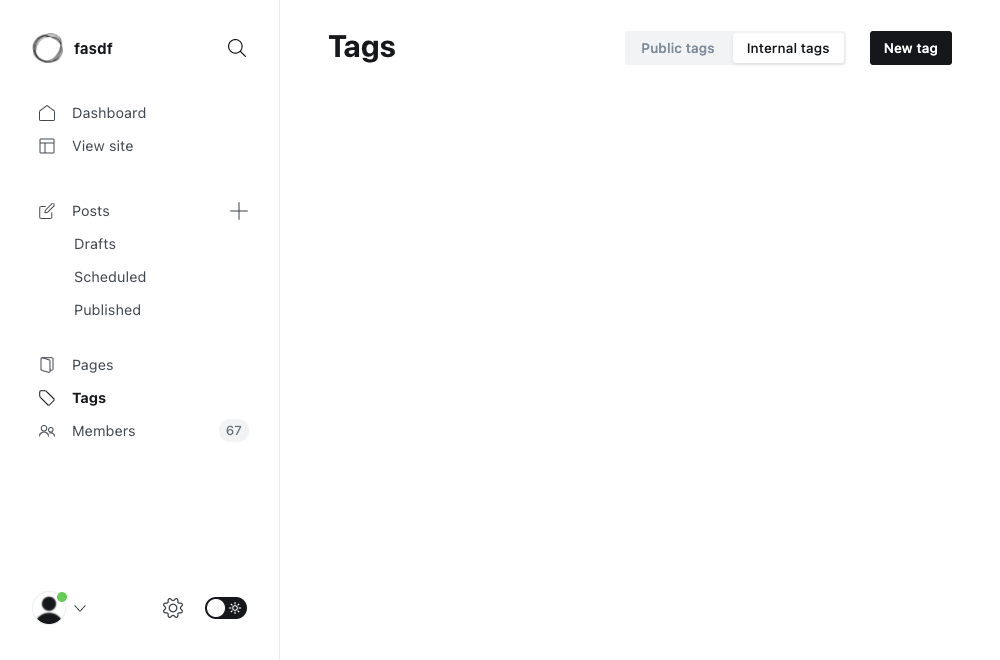 fasdf
Dashboard
View site
Posts
Drafts
Scheduled
Published
Pages
Tags
Members 67
Tags
Public tags Internal tags New tag